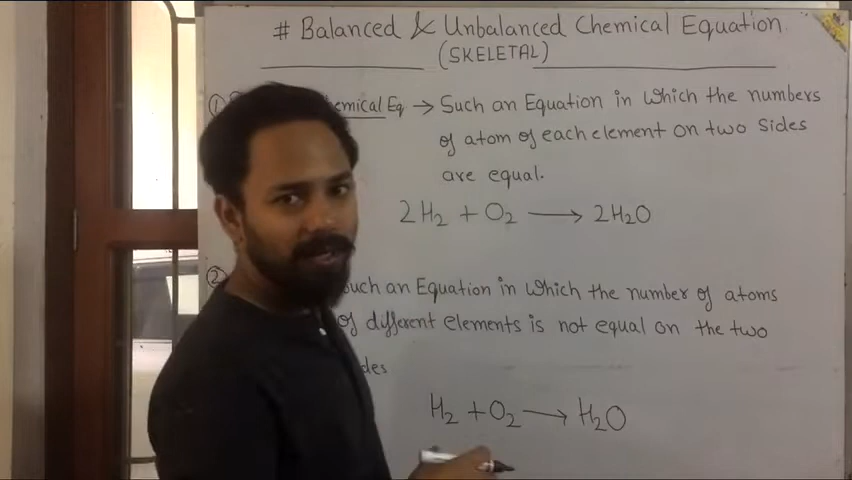 # Balanced & Unbalanced Chemical Equation
(SKELETAL)
① emical Eq → Such an Equation in which the numbers
of atom of each element on two sides
are equal.
2H₂ + O₂ → 2H₂O
② such an Equation in which the number of atoms
of different elements is not equal on the two
des
H₂ + O₂ → H₂O